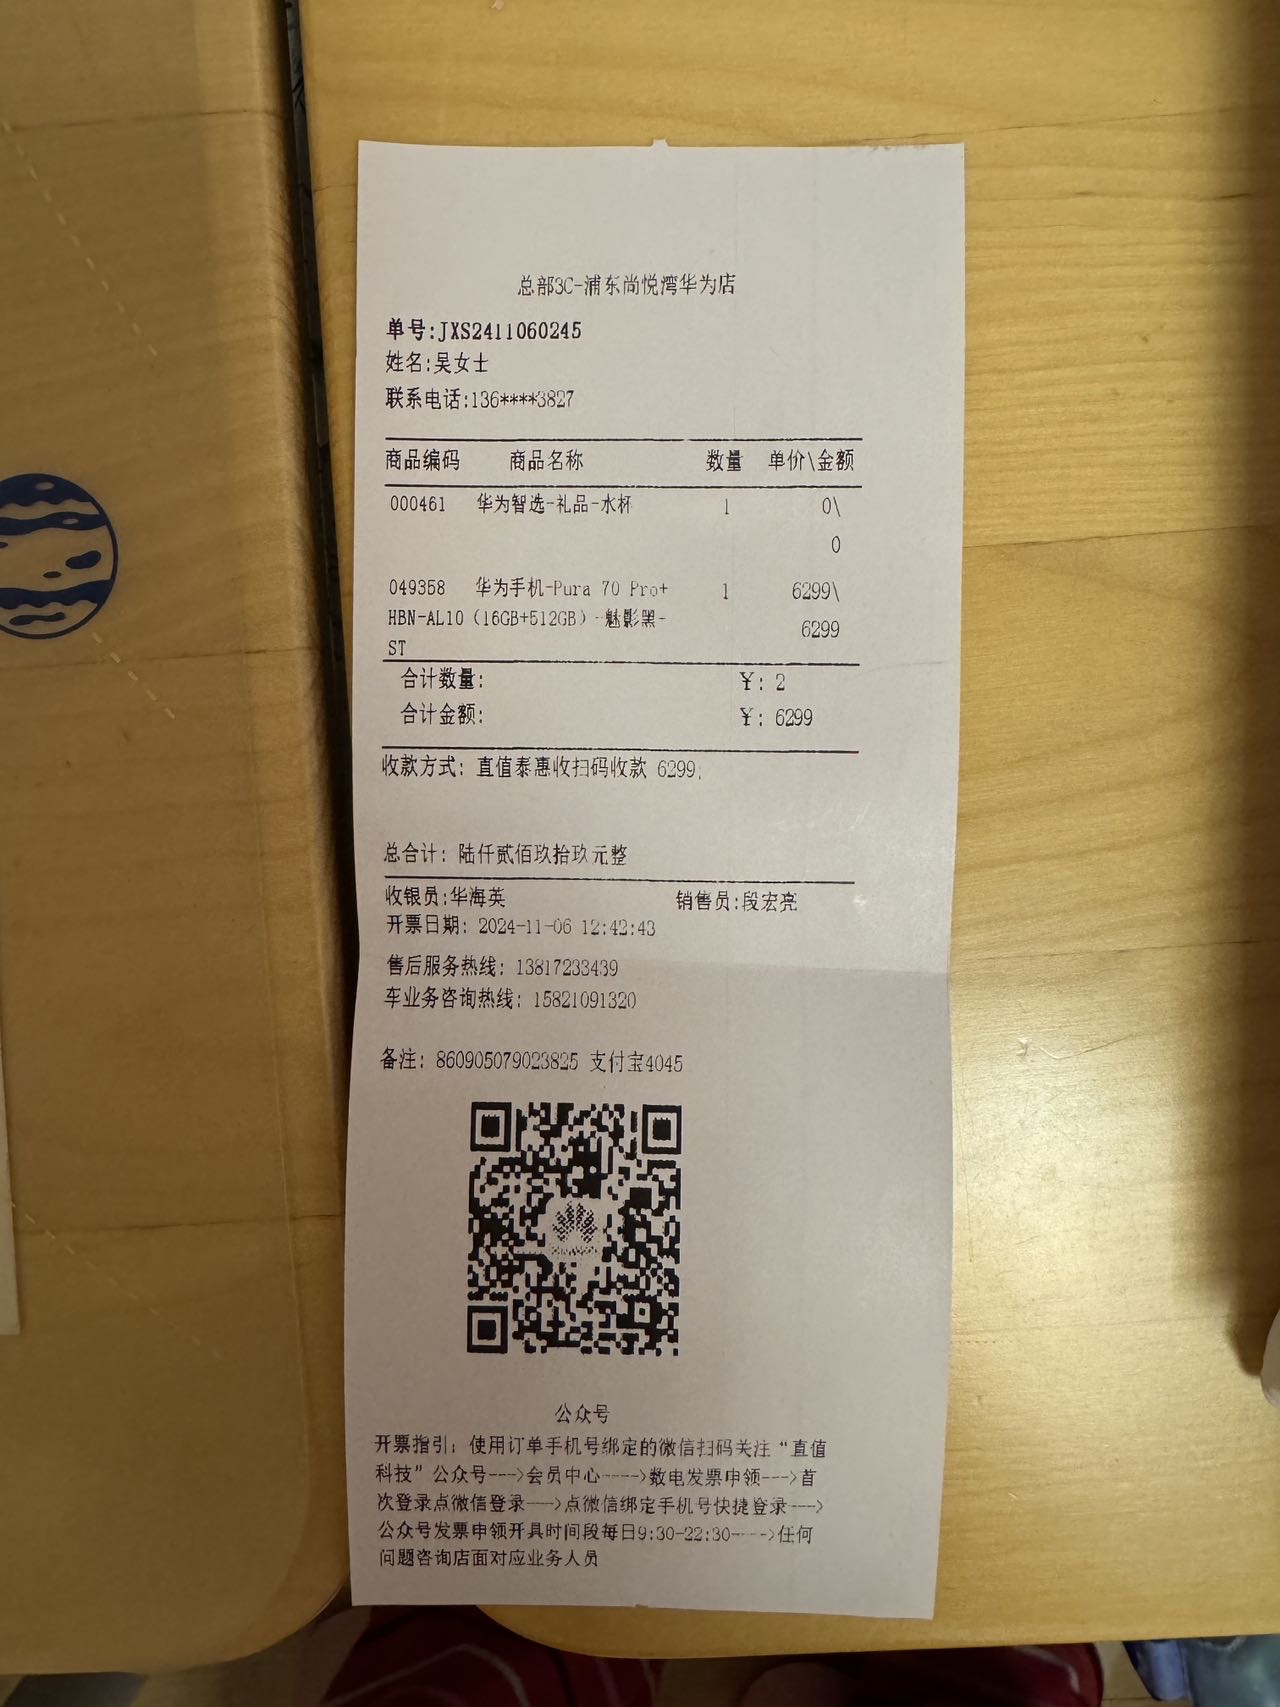 总部3C-浦东尚悦湾华为店
单号:JXS2411060245
姓名:吴女士
联系电话:136****3827
商品编码 商品名称 数量 单价\金额
000461 华为智选-礼品-水杯 1 0\
0
049358 华为手机-Pura 70 Pro+ 1 6299\
HBN-AL10（16GB+512GB）-魅影黑- 6299
ST
合计数量: ¥: 2
合计金额: ¥: 6299
收款方式: 直值泰惠收扫码收款 6299;
总合计: 陆仟贰佰玖拾玖元整
收银员:华海英 销售员:段宏亮
开票日期: 2024-11-06 12:42:43
售后服务热线: 13817233439
车业务咨询热线: 15821091320
备注: 860905079023825 支付宝4045
公众号
开票指引: 使用订单手机号绑定的微信扫码关注“直值
科技”公众号--->会员中心---->数电发票申领--->首
次登录点微信登录--->点微信绑定手机号快捷登录--->
公众号发票申领开具时间段每日9:30-22:30---->任何
问题咨询店面对应业务人员